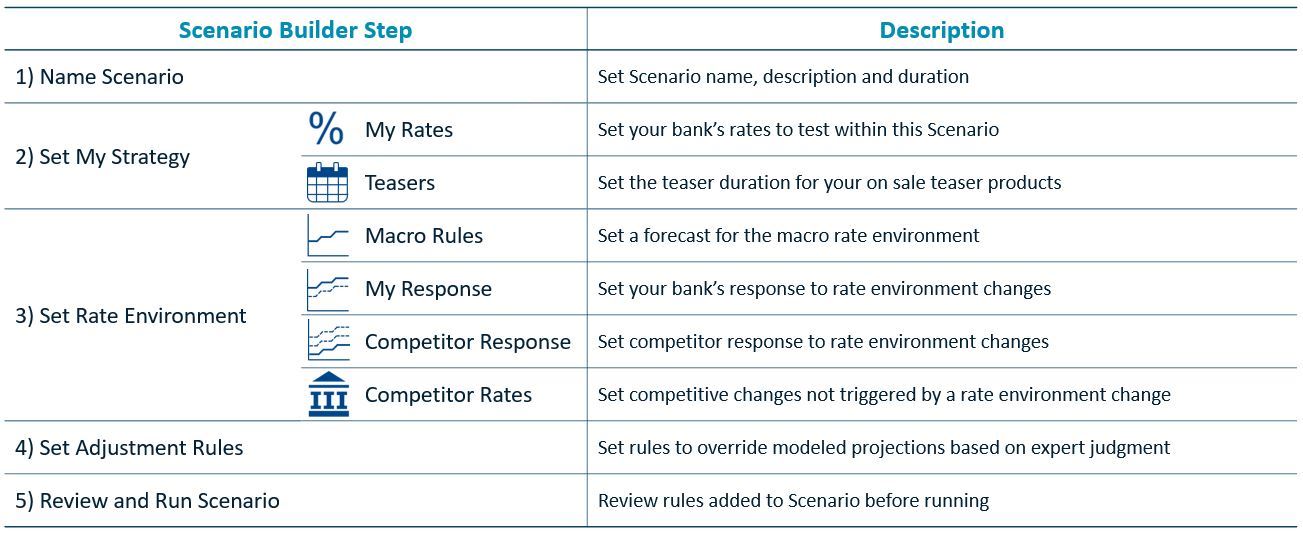 Scenario Builder Step
Description
1) Name Scenario
Set Scenario name, description and duration
2) Set My Strategy
% My Rates
Set your bank’s rates to test within this Scenario
Teasers
Set the teaser duration for your on sale teaser products
3) Set Rate Environment
Macro Rules
Set a forecast for the macro rate environment
My Response
Set your bank’s response to rate environment changes
Competitor Response
Set competitor response to rate environment changes
Competitor Rates
Set competitive changes not triggered by a rate environment change
4) Set Adjustment Rules
Set rules to override modeled projections based on expert judgment
5) Review and Run Scenario
Review rules added to Scenario before running